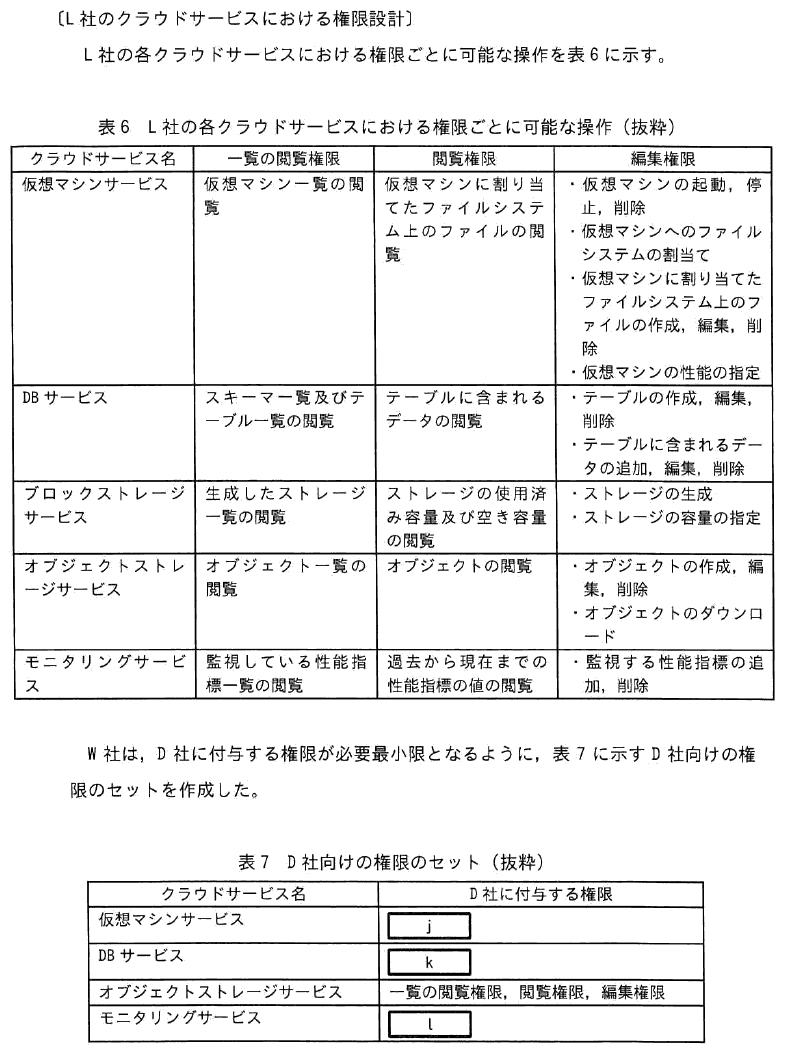 〔L社のクラウドサービスにおける権限設計〕
L社の各クラウドサービスにおける権限ごとに可能な操作を表6に示す。
表6 L社の各クラウドサービスにおける権限ごとに可能な操作（抜粋）
クラウドサービス名 一覧の閲覧権限 閲覧権限 編集権限
仮想マシンサービス
仮想マシン一覧の閲
覧
仮想マシンに割り当
てたファイルシステ
ム上のファイルの閲
覧
・仮想マシンの起動，停
止，削除
・仮想マシンへのファイル
システムの割当て
・仮想マシンに割り当てた
ファイルシステム上のフ
ァイルの作成，編集，削
除
・仮想マシンの性能の指定
DBサービス
スキーマ一覧及びテ
ーブル一覧の閲覧
テーブルに含まれる
データの閲覧
・テーブルの作成，編集，
削除
・テーブルに含まれるデー
タの追加，編集，削除
ブロックストレージ
サービス
生成したストレージ
一覧の閲覧
ストレージの使用済
み容量及び空き容量
の閲覧
・ストレージの生成
・ストレージの容量の指定
オブジェクトストレ
ージサービス
オブジェクト一覧の
閲覧
オブジェクトの閲覧
・オブジェクトの作成，編
集，削除
・オブジェクトのダウンロ
ード
モニタリングサービ
ス
監視している性能指
標一覧の閲覧
過去から現在までの
性能指標の値の閲覧
・監視する性能指標の追
加，削除
W社は，D社に付与する権限が必要最小限となるように，表7に示すD社向けの権
限のセットを作成した。
表7 D社向けの権限のセット（抜粋）
クラウドサービス名 D社に付与する権限
仮想マシンサービス j
DBサービス k
オブジェクトストレージサービス 一覧の閲覧権限，閲覧権限，編集権限
モニタリングサービス l